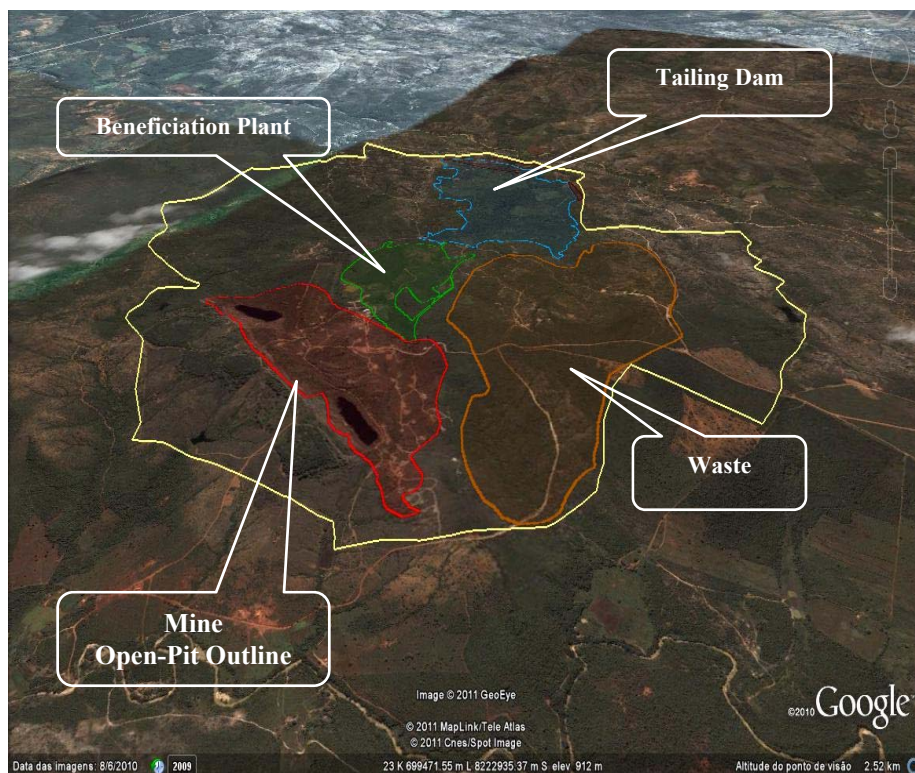 Tailing Dam
Beneficiation Plant
Waste
Mine
Open-Pit Outline
Image © 2011 GeoEye
© 2011 MapLink/Tele Atlas
© 2011 Cnes/Spot Image
©2010 Google
Data das imagens: 8/6/2010 2009 23 K 699471.55 m L 8222935.37 m S elev 912 m Altitude do ponto de visão 2.52 km